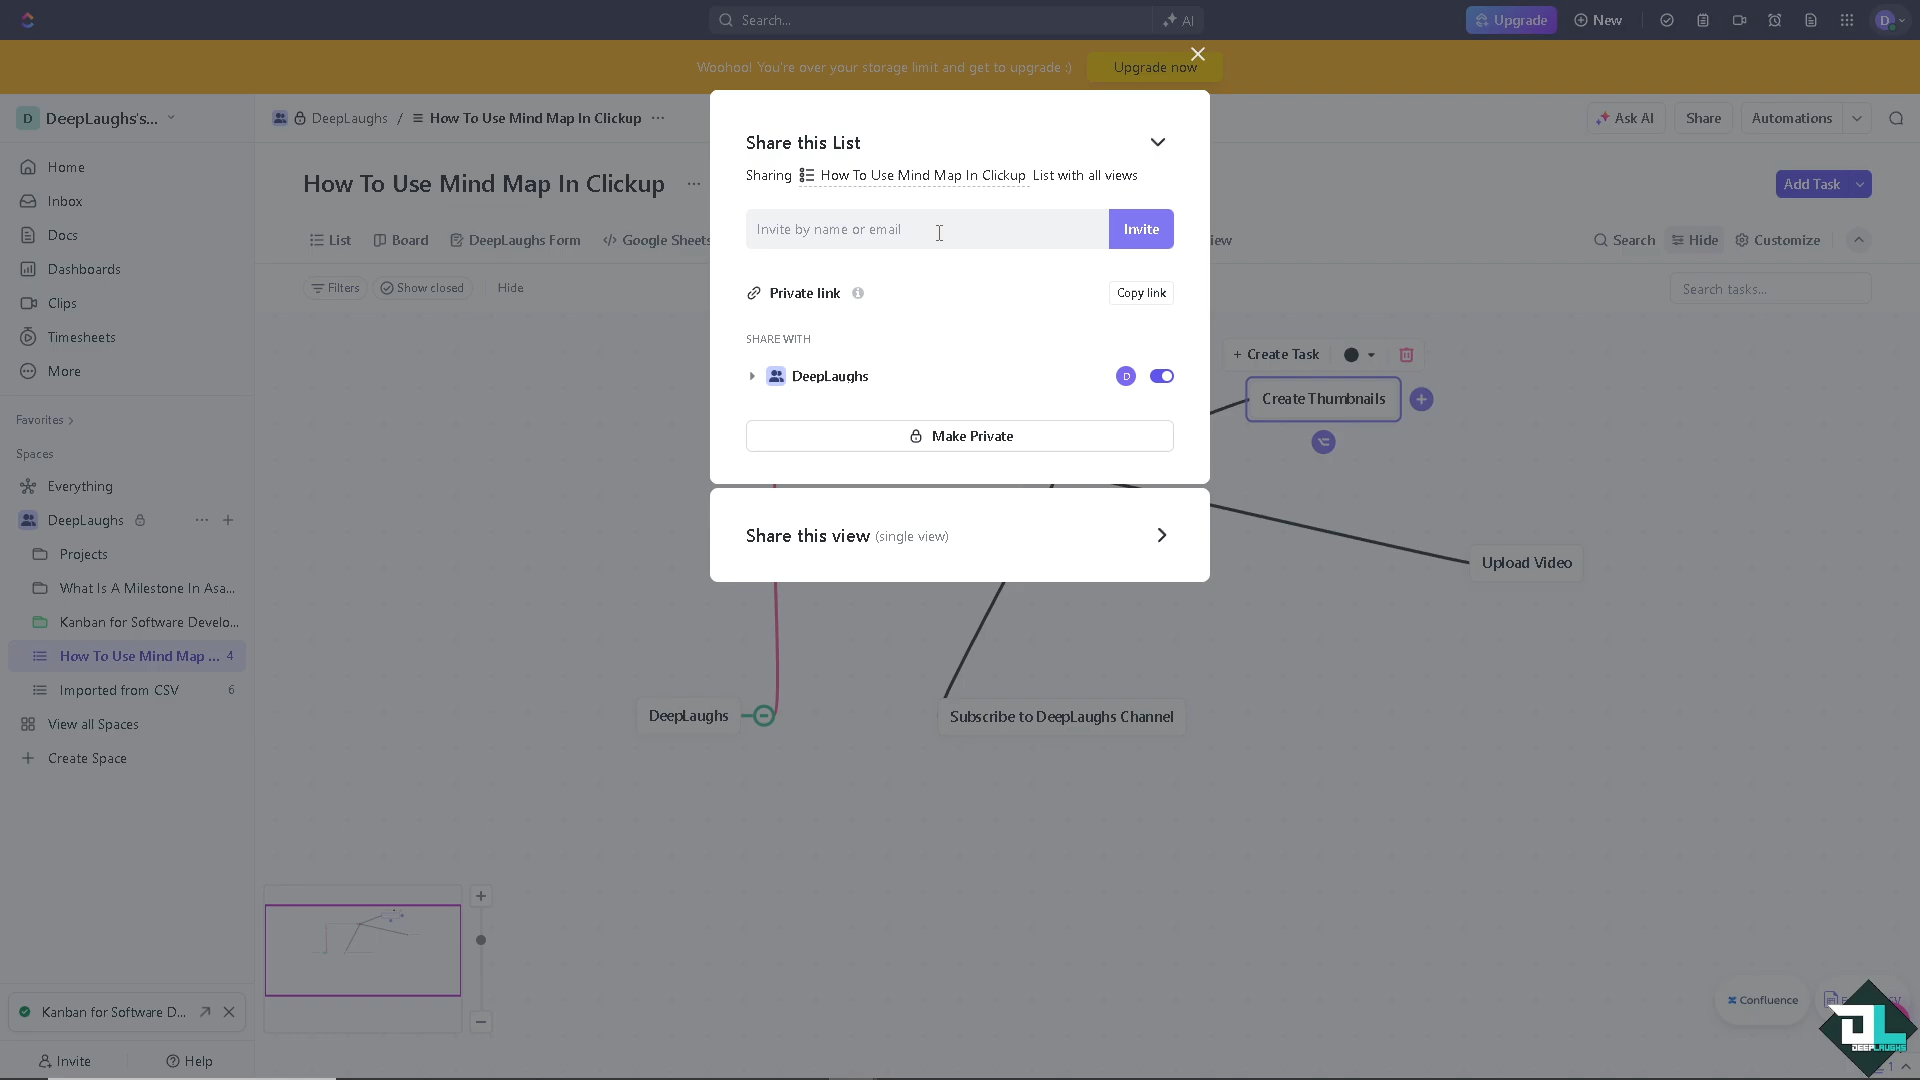 Search...
AI
Upgrade
New
D
Woohoo! You're over your storage limit and get to upgrade :)
Upgrade now
D DeepLaughs's...
DeepLaughs / How To Use Mind Map In Clickup
Ask AI
Share
Automations
Home
Inbox
Docs
Dashboards
Clips
Timesheets
More
Favorites
Spaces
Everything
DeepLaughs
Projects
What Is A Milestone In Asa...
Kanban for Software Develo...
How To Use Mind Map ... 4
Imported from CSV 6
View all Spaces
Create Space
Kanban for Software D...
Invite
Help
How To Use Mind Map In Clickup
Add Task
List
Board
DeepLaughs Form
Google Sheets
Search
Hide
Customize
Filters
Show closed
Hide
Search tasks...
Share this List
Sharing How To Use Mind Map In Clickup List with all views
Invite by name or email
Invite
Private link
Copy link
SHARE WITH
DeepLaughs
D
Make Private
Share this view (single view)
+ Create Task
Create Thumbnails
Upload Video
DeepLaughs
Subscribe to DeepLaughs Channel
Confluence
DL
DEEPLAUGHS
1